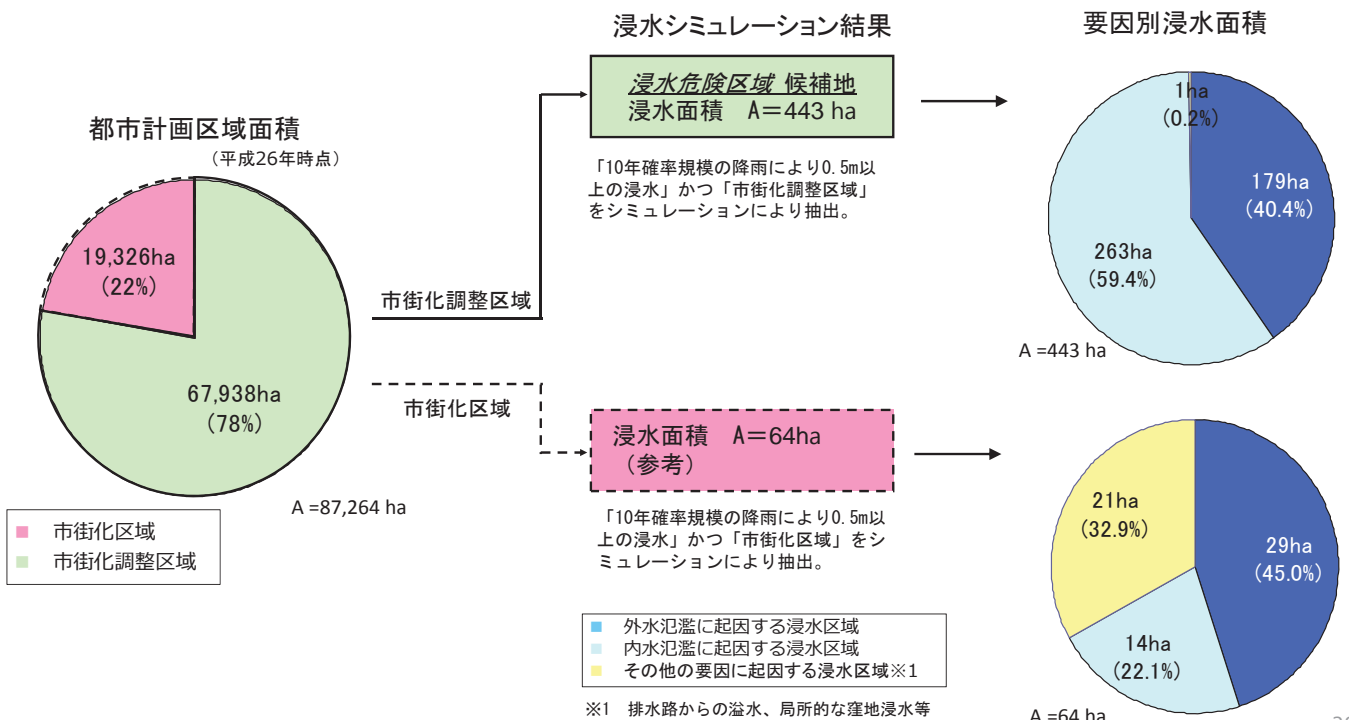 浸水シミュレーション結果
要因別浸水面積
都市計画区域面積
（平成26年時点）
19,326ha
(22%)
67,938ha
(78%)
A =87,264 ha
市街化区域
市街化調整区域
市街化調整区域
市街化区域
浸水危険区域 候補地
浸水面積　A＝443 ha
「10年確率規模の降雨により0.5m以
上の浸水」かつ「市街化調整区域」
をシミュレーションにより抽出。
浸水面積　A＝64ha
（参考）
「10年確率規模の降雨により0.5m以
上の浸水」かつ「市街化区域」をシ
ミュレーションにより抽出。
外水氾濫に起因する浸水区域
内水氾濫に起因する浸水区域
その他の要因に起因する浸水区域※1
※1　排水路からの溢水、局所的な窪地浸水等
1ha
(0.2%)
179ha
(40.4%)
263ha
(59.4%)
A =443 ha
21ha
(32.9%)
29ha
(45.0%)
14ha
(22.1%)
A =64 ha